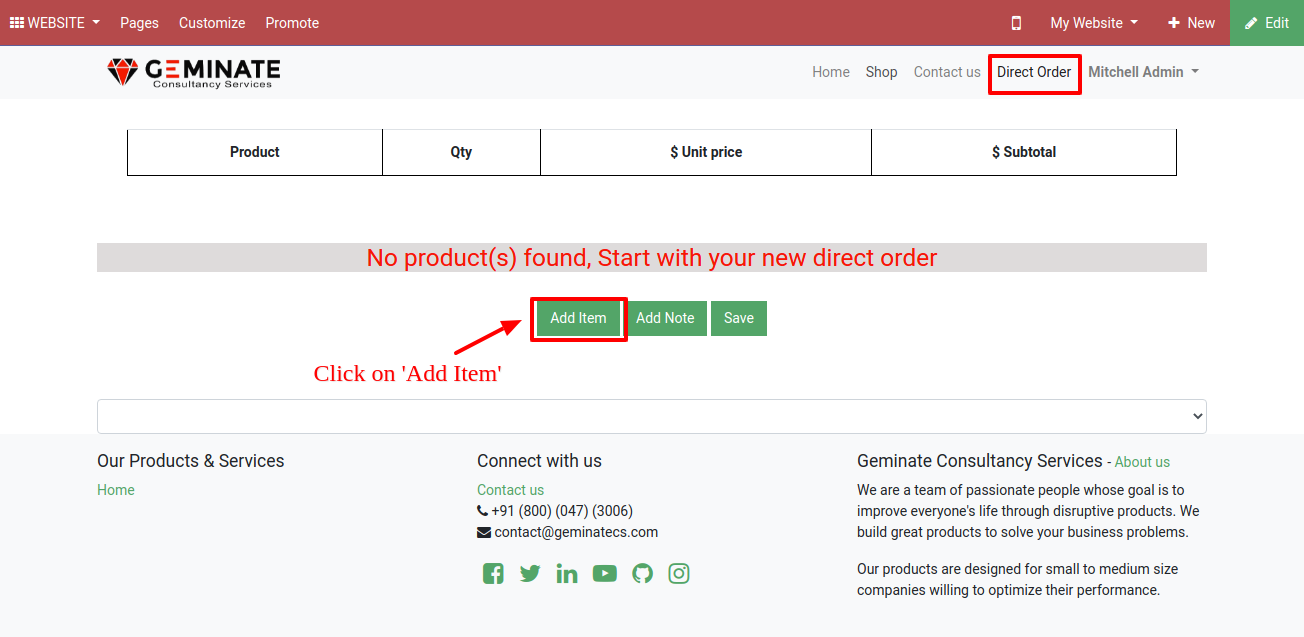 WEBSITE Pages Customize Promote My Website New Edit
GEMINATE
Consultancy Services
Home Shop Contact us Direct Order Mitchell Admin
Product Qty $ Unit price $ Subtotal
No product(s) found, Start with your new direct order
Add Item Add Note Save
Click on 'Add Item'
Our Products & Services
Home
Connect with us
Contact us
+91 (800) (047) (3006)
contact@geminatecs.com
Geminate Consultancy Services - About us
We are a team of passionate people whose goal is to
improve everyone's life through disruptive products. We
build great products to solve your business problems.
Our products are designed for small to medium size
companies willing to optimize their performance.